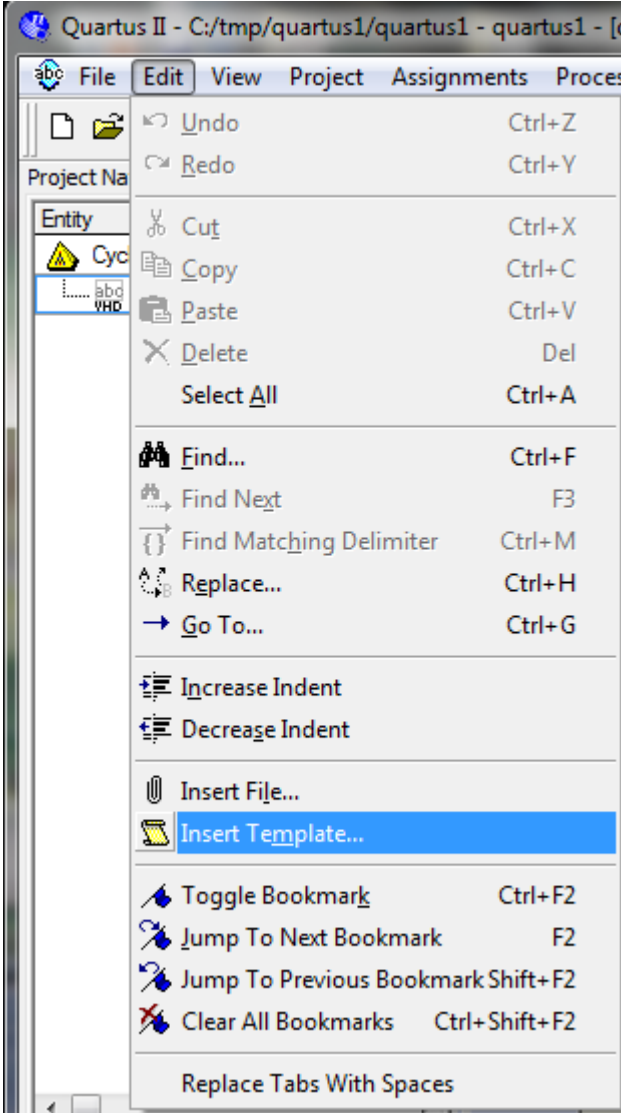 Quartus II - C:/tmp/quartus1/quartus1 - quartus1 - [
abc File Edit View Project Assignments Proces
Undo Ctrl+Z
Redo Ctrl+Y
Project Na
Entity
Cut Ctrl+X
Cyc
Copy Ctrl+C
abd
VHD
Paste Ctrl+V
Delete Del
Select All Ctrl+A
Find... Ctrl+F
Find Next F3
{} Find Matching Delimiter Ctrl+M
A B Replace... Ctrl+H
Go To... Ctrl+G
Increase Indent
Decrease Indent
Insert File...
Insert Template...
Toggle Bookmark Ctrl+F2
Jump To Next Bookmark F2
Jump To Previous Bookmark Shift+F2
Clear All Bookmarks Ctrl+Shift+F2
Replace Tabs With Spaces